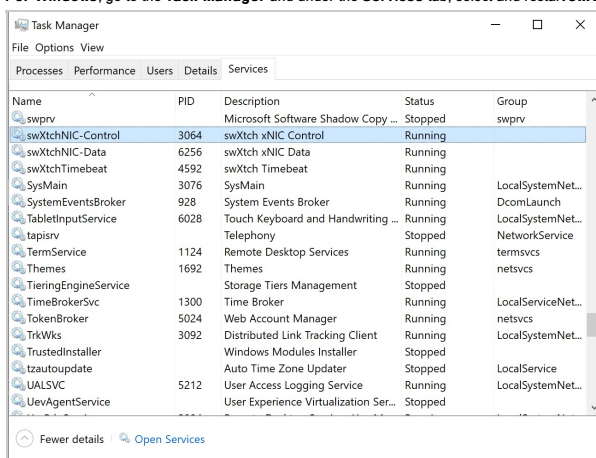 Task Manager
File Options View
Processes Performance Users Details Services
Name PID Description Status Group
swprv Microsoft Software Shadow Copy ... Stopped swprv
swXtchNIC-Control 3064 swXtch xNIC Control Running
swXtchNIC-Data 6256 swXtch xNIC Data Running
swXtchTimebeat 4592 swXtch Timebeat Running
SysMain 3076 SysMain Running LocalSystemNet...
SystemEventsBroker 928 System Events Broker Running DcomLaunch
TabletInputService 6028 Touch Keyboard and Handwriting ... Running LocalSystemNet...
tapisrv Telephony Stopped NetworkService
TermService 1124 Remote Desktop Services Running termsvcs
Themes 1692 Themes Running netsvcs
TieringEngineService Storage Tiers Management Stopped
TimeBrokerSvc 1300 Time Broker Running LocalServiceNet...
TokenBroker 5024 Web Account Manager Running netsvcs
TrkWks 3092 Distributed Link Tracking Client Running LocalSystemNet...
TrustedInstaller Windows Modules Installer Stopped
tzautoupdate Auto Time Zone Updater Stopped LocalService
UALSVC 5212 User Access Logging Service Running LocalSystemNet...
UevAgentService User Experience Virtualization Ser... Stopped
Fewer details Open Services